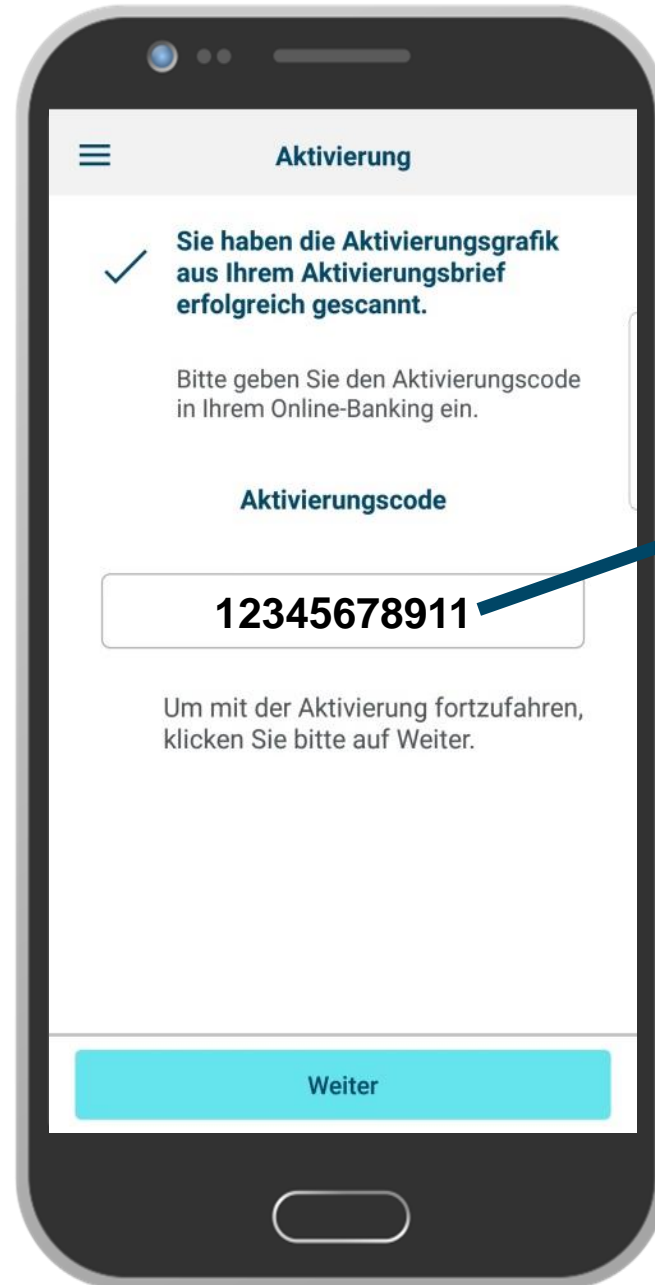 Aktivierung
Sie haben die Aktivierungsgrafik
aus Ihrem Aktivierungsbrief
erfolgreich gescannt.
Bitte geben Sie den Aktivierungscode
in Ihrem Online-Banking ein.
Aktivierungscode
12345678911
Um mit der Aktivierung fortzufahren,
klicken Sie bitte auf Weiter.
Weiter